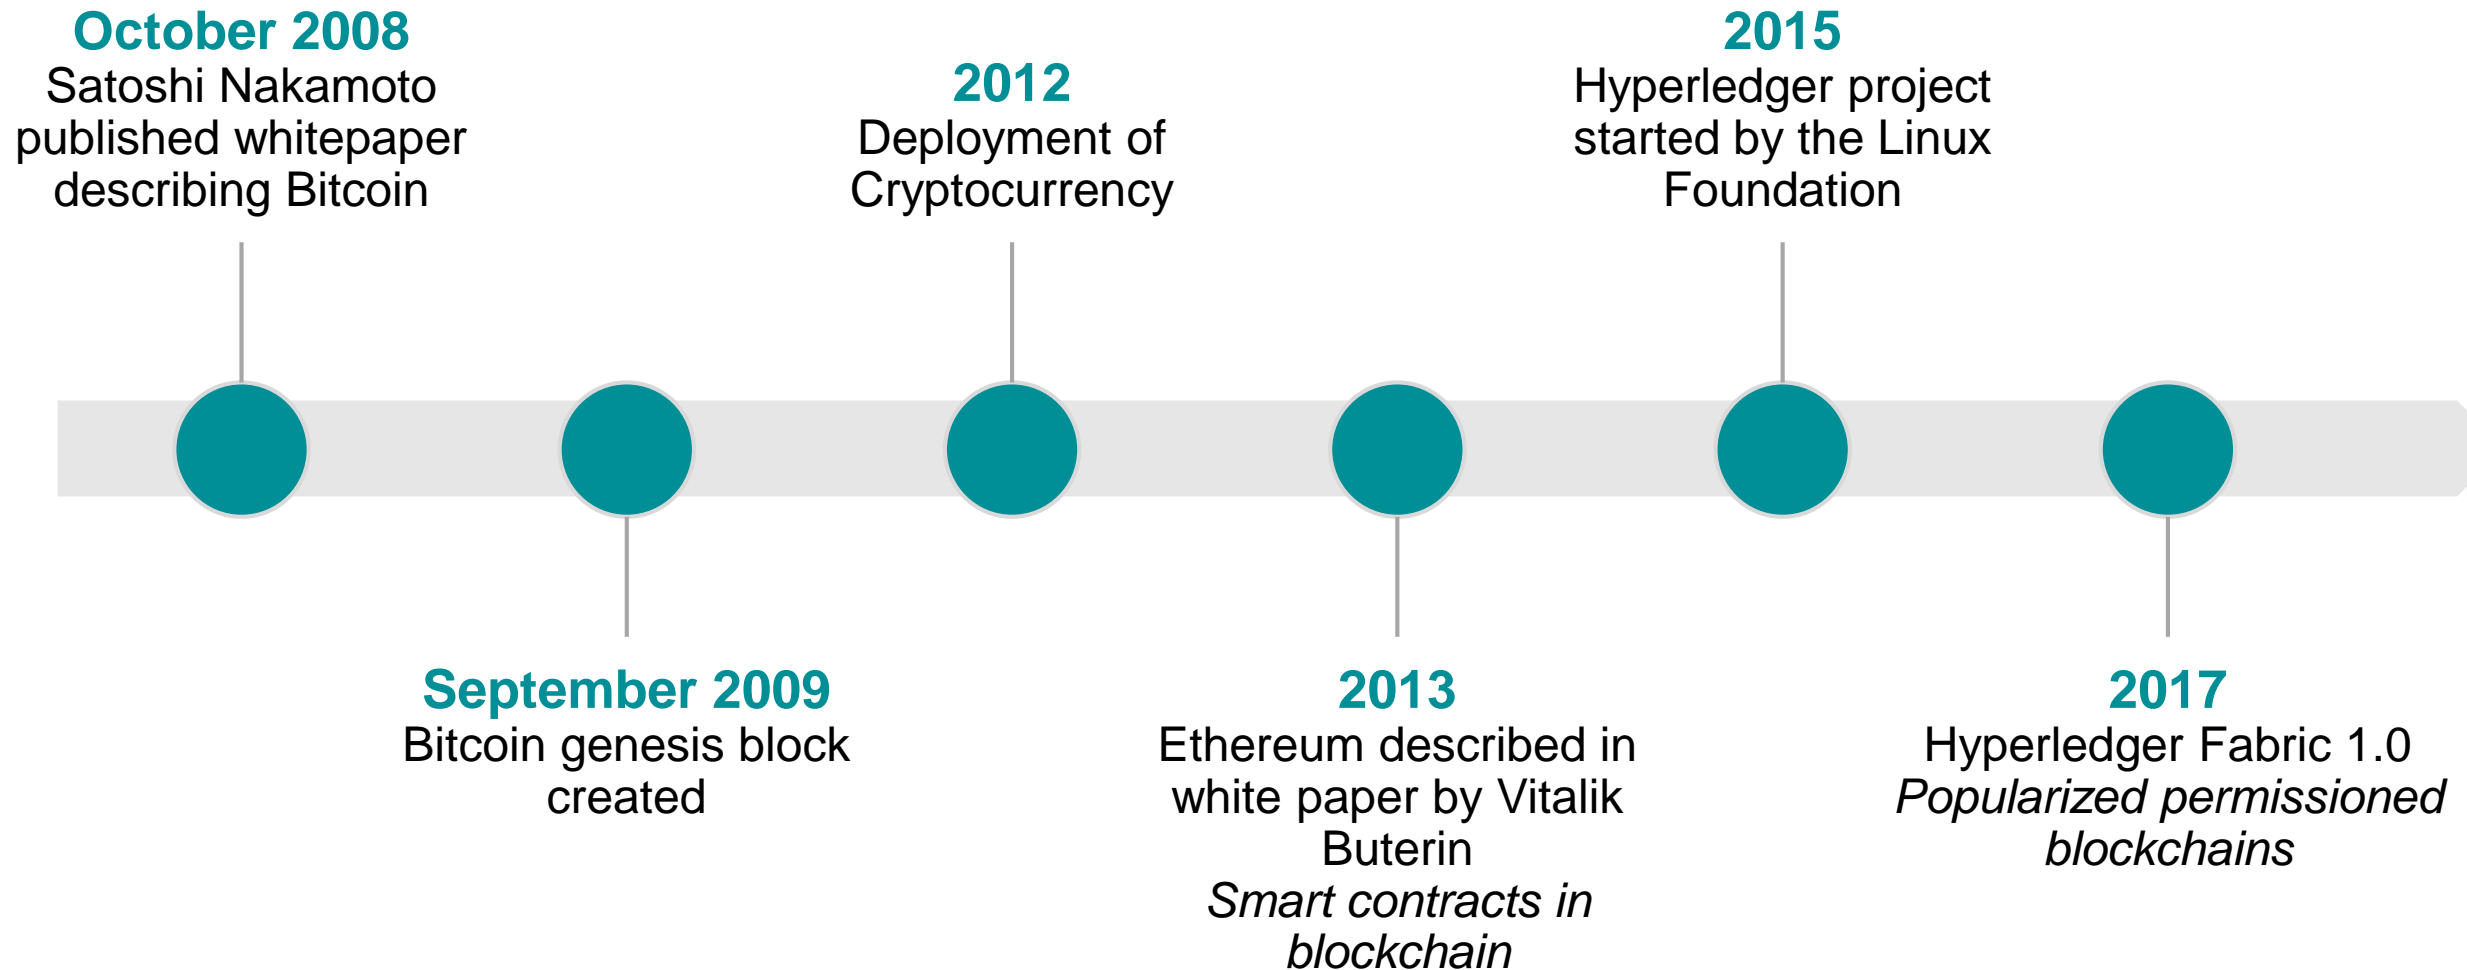 October 2008
Satoshi Nakamoto
published whitepaper
describing Bitcoin
September 2009
Bitcoin genesis block
created
2012
Deployment of
Cryptocurrency
2013
Ethereum described in
white paper by Vitalik
Buterin
Smart contracts in
blockchain
2015
Hyperledger project
started by the Linux
Foundation
2017
Hyperledger Fabric 1.0
Popularized permissioned
blockchains